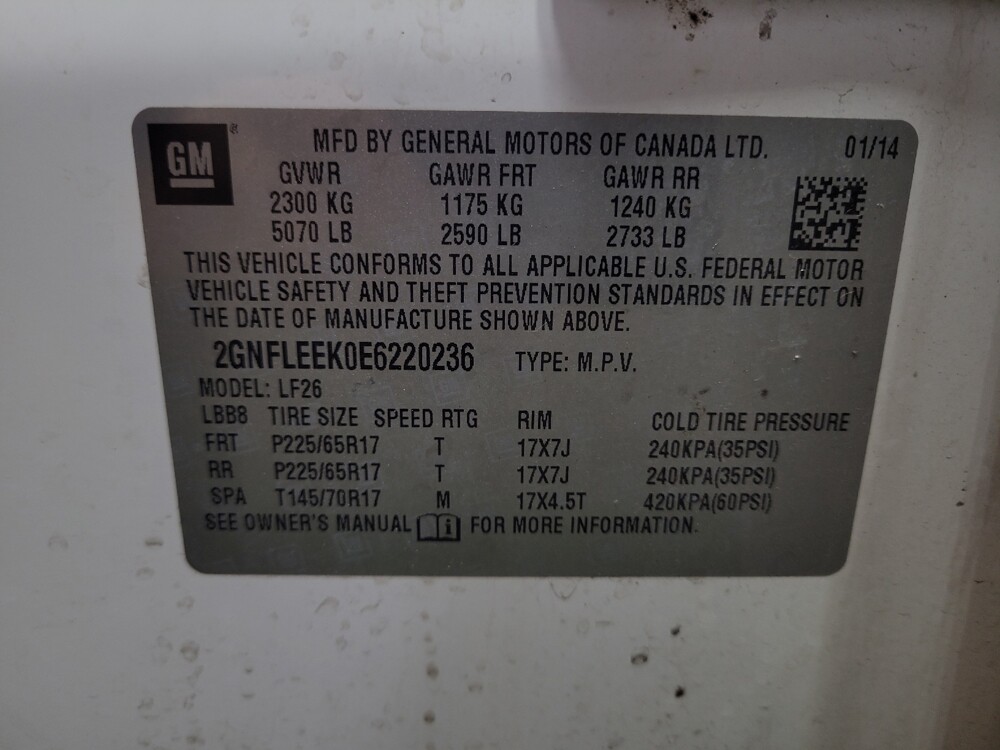 GM ® MFD BY GENERAL MOTORS OF CANADA LTD. 01/14
GVWR GAWR FRT GAWR RR
2300 KG 1175 KG 1240 KG
5070 LB 2590 LB 2733 LB
THIS VEHICLE CONFORMS TO ALL APPLICABLE U.S. FEDERAL MOTOR
VEHICLE SAFETY AND THEFT PREVENTION STANDARDS IN EFFECT ON
THE DATE OF MANUFACTURE SHOWN ABOVE.
2GNFLEEK0E6220236 TYPE: M.P.V.
MODEL: LF26
LBB8 TIRE SIZE SPEED RTG RIM COLD TIRE PRESSURE
FRT P225/65R17 T 17X7J 240KPA(35PSI)
RR P225/65R17 T 17X7J 240KPA(35PSI)
SPA T145/70R17 M 17X4.5T 420KPA(60PSI)
SEE OWNER'S MANUAL i FOR MORE INFORMATION.